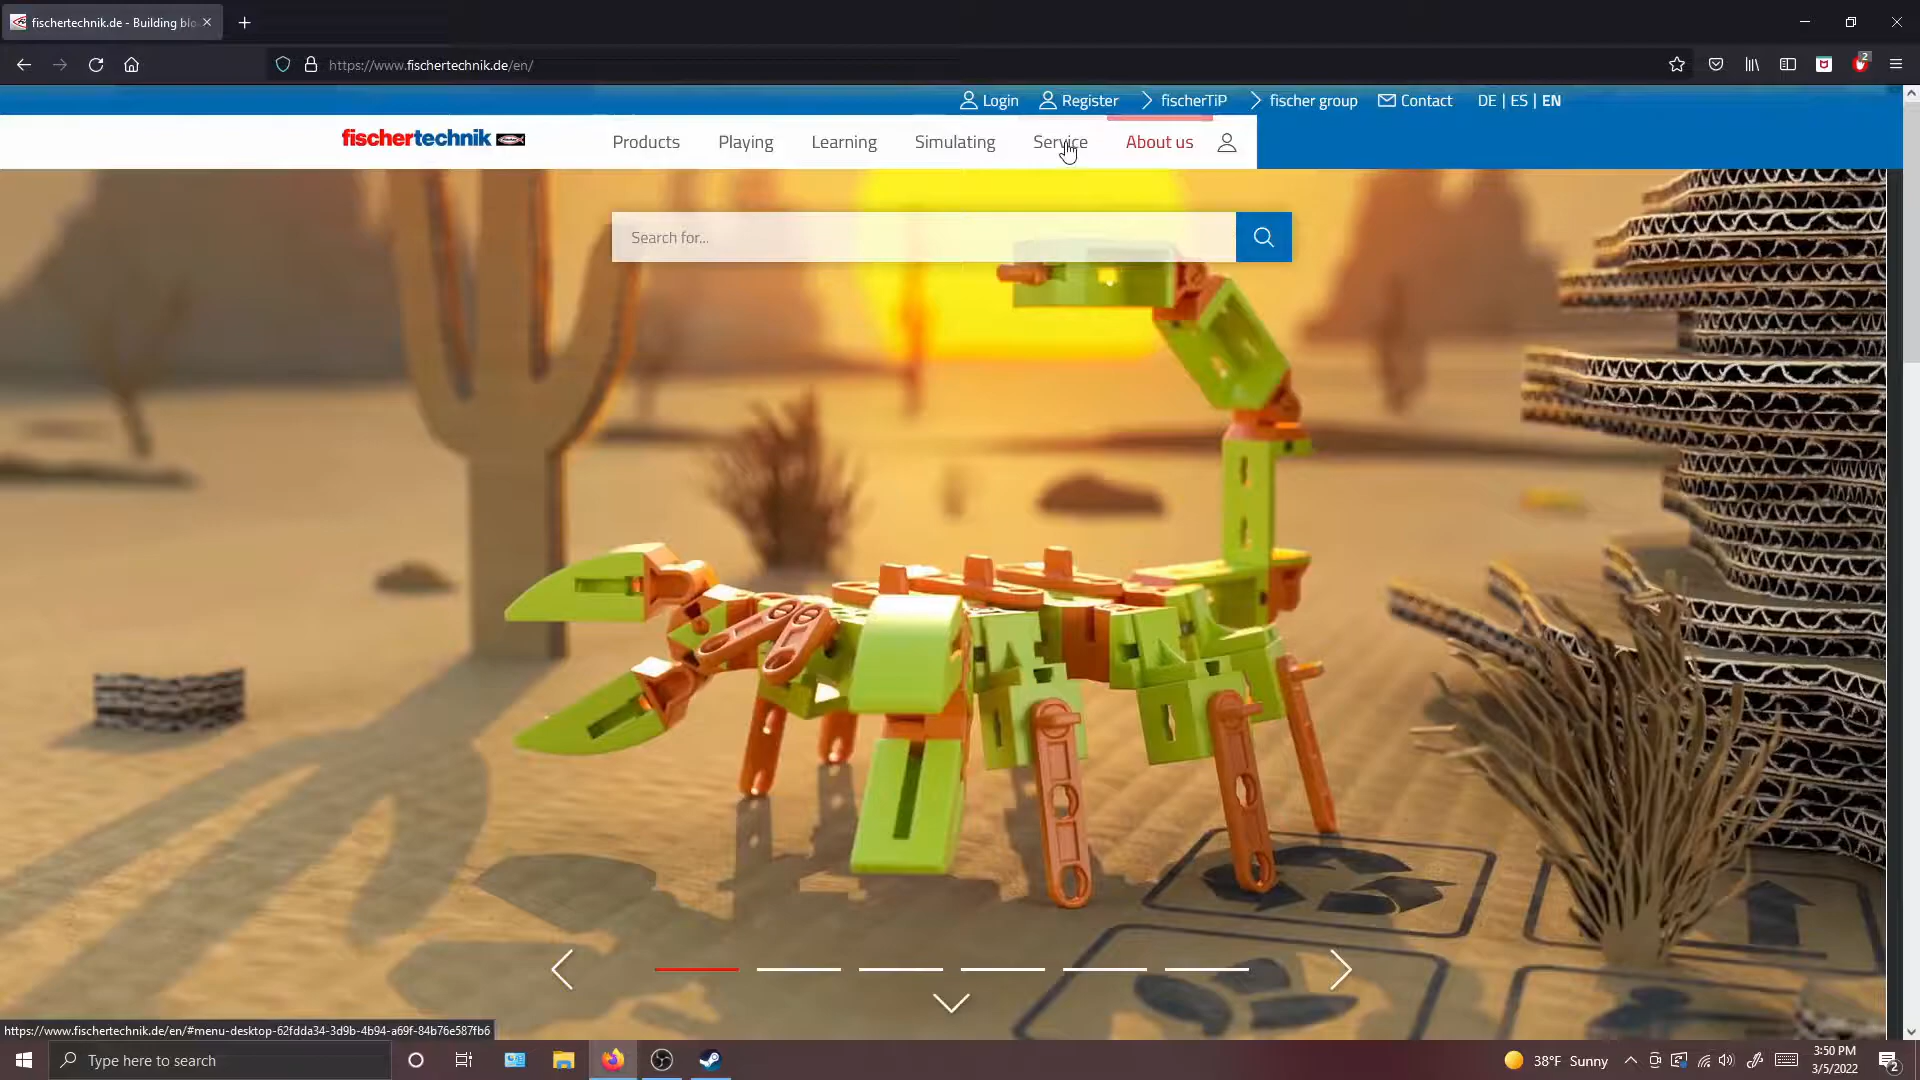 fischertechnik.de - Building blo
https://www.fischertechnik.de/en/
2
Login Register fischerTiP fischer group Contact DE | ES | EN
fischertechnik Products Playing Learning Simulating Service About us
Search for...
https://www.fischertechnik.de/en/#menu-desktop-62fdda34-3d9b-4b94-a69f-84b76e587fb6
Type here to search
38°F Sunny
3:50 PM
3/5/2022
2